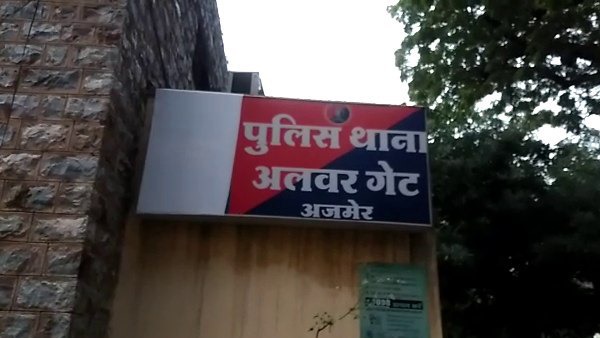 पुलिस थाना
अलवर गेट
अजमेर